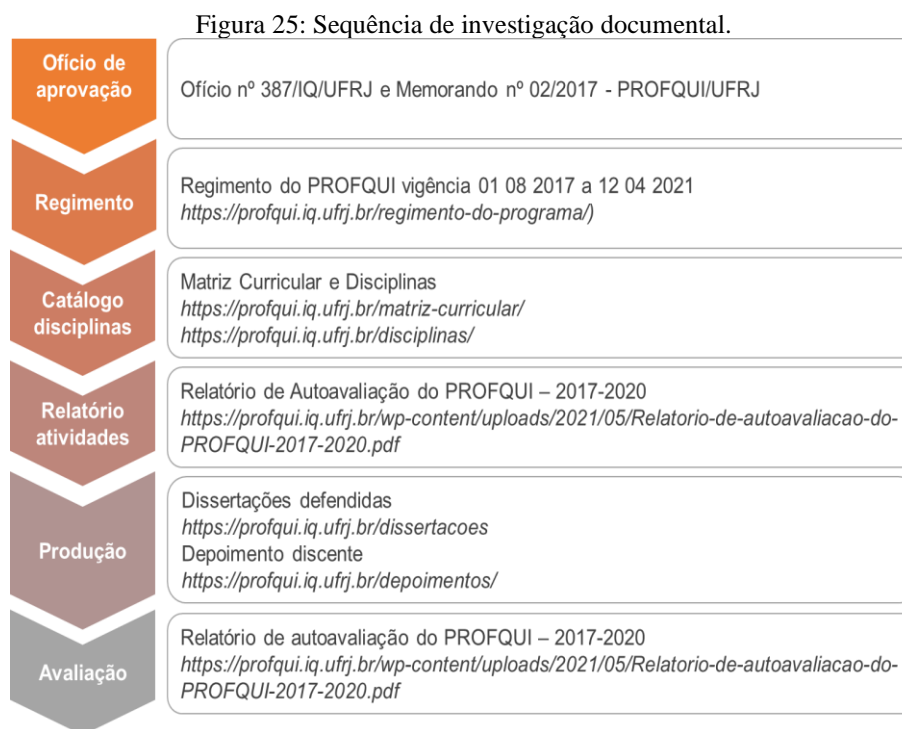 Figura 25: Sequência de investigação documental.
Ofício de
aprovação
Ofício nº 387/IQ/UFRJ e Memorando nº 02/2017 - PROFQUI/UFRJ
Regimento
Regimento do PROFQUI vigência 01 08 2017 a 12 04 2021
https://profqui.iq.ufrj.br/regimento-do-programa/)
Catálogo
disciplinas
Matriz Curricular e Disciplinas
https://profqui.iq.ufrj.br/matriz-curricular/
https://profqui.iq.ufrj.br/disciplinas/
Relatório
atividades
Relatório de Autoavaliação do PROFQUI – 2017-2020
https://profqui.iq.ufrj.br/wp-content/uploads/2021/05/Relatorio-de-autoavaliacao-do-
PROFQUI-2017-2020.pdf
Produção
Dissertações defendidas
https://profqui.iq.ufrj.br/dissertacoes
Depoimento discente
https://profqui.iq.ufrj.br/depoimentos/
Avaliação
Relatório de autoavaliação do PROFQUI – 2017-2020
https://profqui.iq.ufrj.br/wp-content/uploads/2021/05/Relatorio-de-autoavaliacao-do-
PROFQUI-2017-2020.pdf